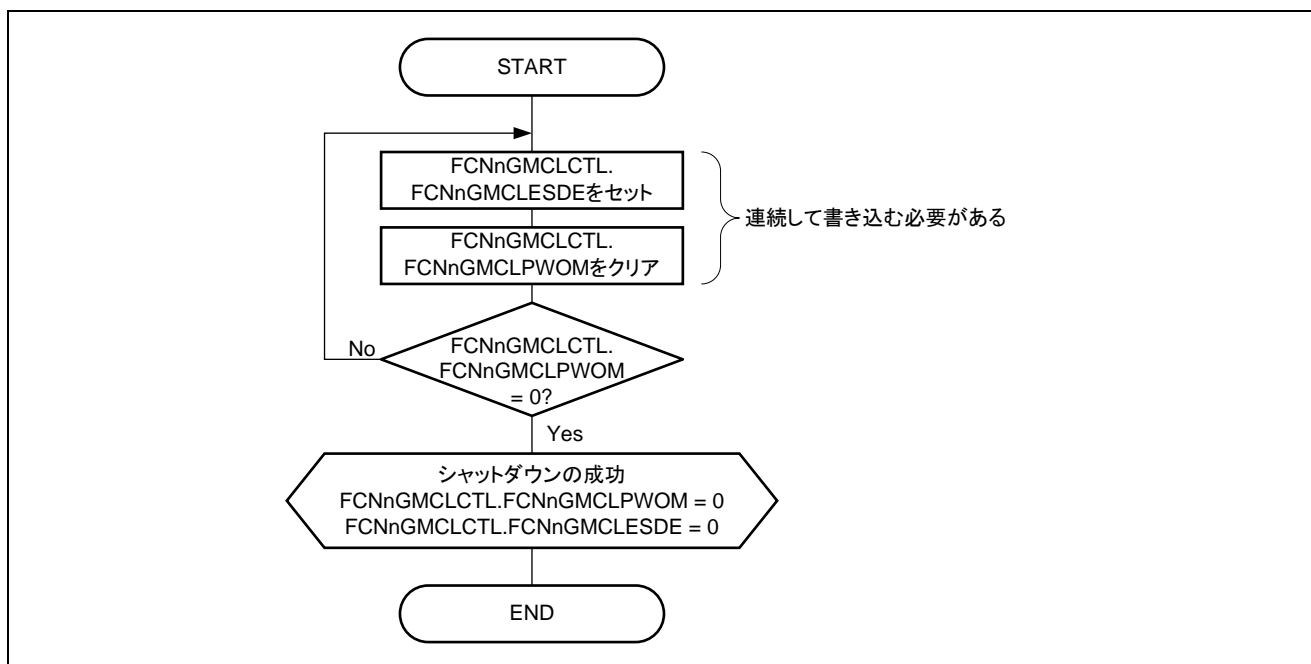 START
FCNnGMCLCTL.
FCNnGMCLESDEをセット
FCNnGMCLCTL.
FCNnGMCLPWOMをクリア
連続して書き込む必要がある
FCNnGMCLCTL.
FCNnGMCLPWOM
= 0?
No
Yes
シャットダウンの成功
FCNnGMCLCTL.FCNnGMCLPWOM = 0
FCNnGMCLCTL.FCNnGMCLESDE = 0
END